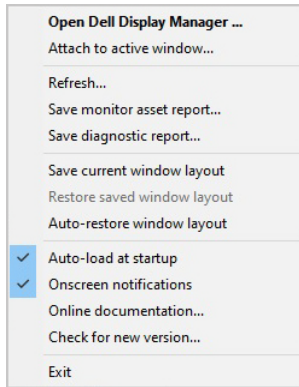 Open Dell Display Manager ...
Attach to active window...
Refresh...
Save monitor asset report...
Save diagnostic report...
Save current window layout
Restore saved window layout
Auto-restore window layout
Auto-load at startup
Onscreen notifications
Online documentation...
Check for new version...
Exit